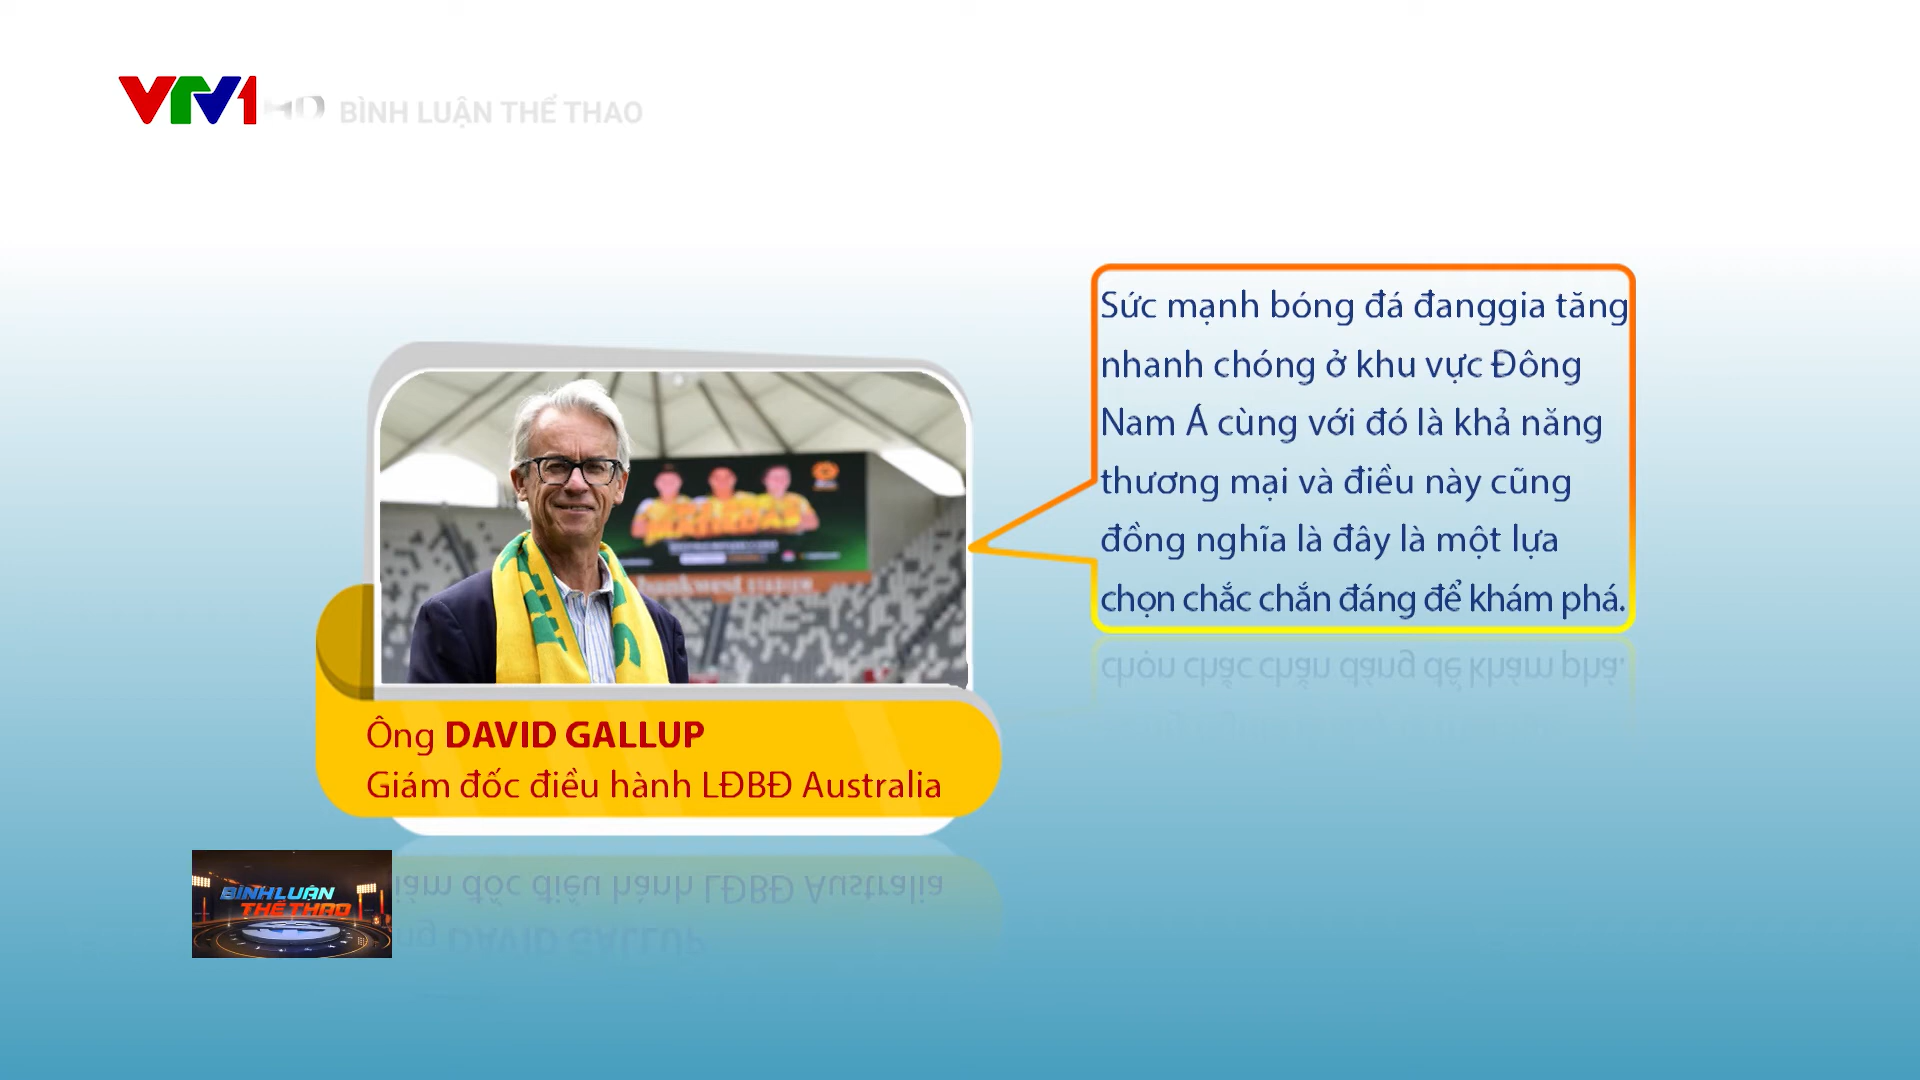 VTV1 HD BÌNH LUẬN THỂ THAO
Sức mạnh bóng đá đanggia tăng
nhanh chóng ở khu vực Đông
Nam Á cùng với đó là khả năng
thương mại và điều này cũng
đồng nghĩa là đây là một lựa
chọn chắc chắn đáng để khám phá.
Ông DAVID GALLUP
Giám đốc điều hành LĐBĐ Australia
BÌNH LUẬN
THỂ THAO